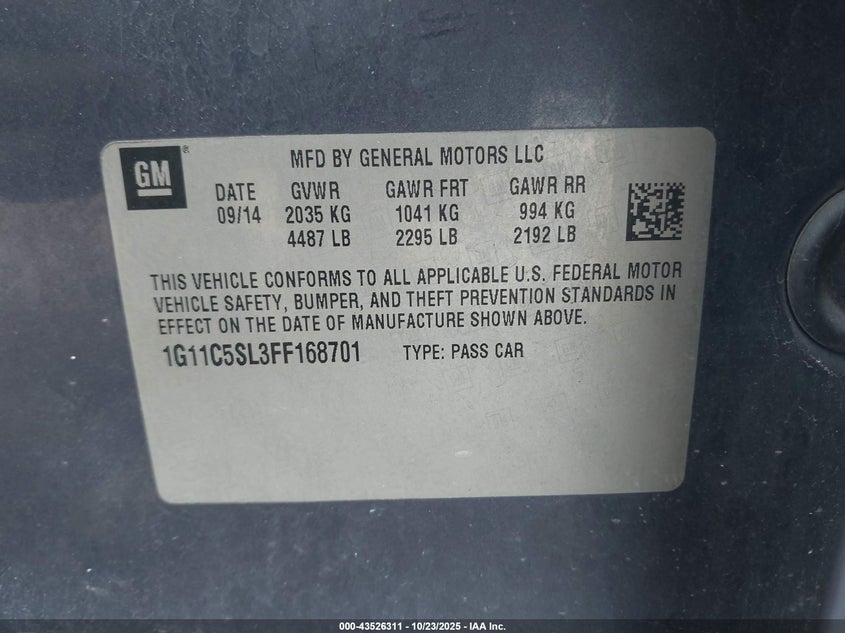 GM
MFD BY GENERAL MOTORS LLC
DATE GVWR GAWR FRT GAWR RR
09/14 2035 KG 1041 KG 994 KG
4487 LB 2295 LB 2192 LB
THIS VEHICLE CONFORMS TO ALL APPLICABLE U.S. FEDERAL MOTOR
VEHICLE SAFETY, BUMPER, AND THEFT PREVENTION STANDARDS IN
EFFECT ON THE DATE OF MANUFACTURE SHOWN ABOVE.
1G11C5SL3FF168701 TYPE: PASS CAR
000-43526311 - 10/23/2025 - IAA Inc.